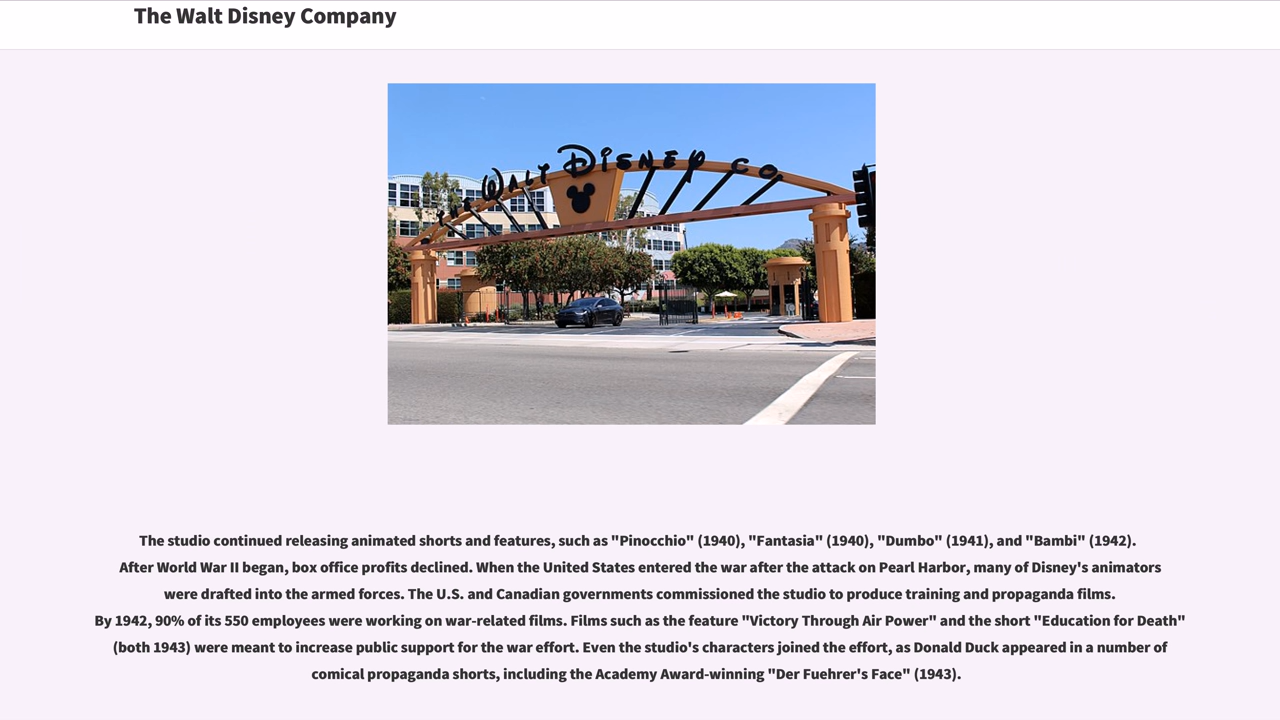 The Walt Disney Company
THE WALT DISNEY CO.
The studio continued releasing animated shorts and features, such as "Pinocchio" (1940), "Fantasia" (1940), "Dumbo" (1941), and "Bambi" (1942).
After World War II began, box office profits declined. When the United States entered the war after the attack on Pearl Harbor, many of Disney's animators
were drafted into the armed forces. The U.S. and Canadian governments commissioned the studio to produce training and propaganda films.
By 1942, 90% of its 550 employees were working on war-related films. Films such as the feature "Victory Through Air Power" and the short "Education for Death"
(both 1943) were meant to increase public support for the war effort. Even the studio's characters joined the effort, as Donald Duck appeared in a number of
comical propaganda shorts, including the Academy Award-winning "Der Fuehrer's Face" (1943).